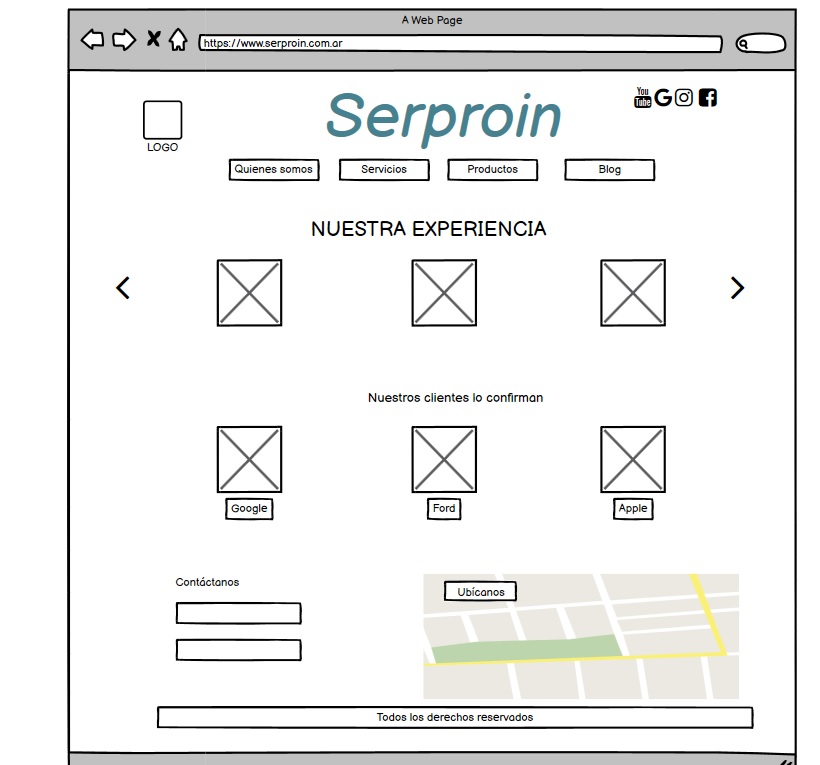 A Web Page
https://www.serproin.com.ar
Serproin
You
Tube
LOGO
Quienes somos
Servicios
Productos
Blog
NUESTRA EXPERIENCIA
Nuestros clientes lo confirman
Google
Ford
Apple
Contáctanos
Ubícanos
Todos los derechos reservados